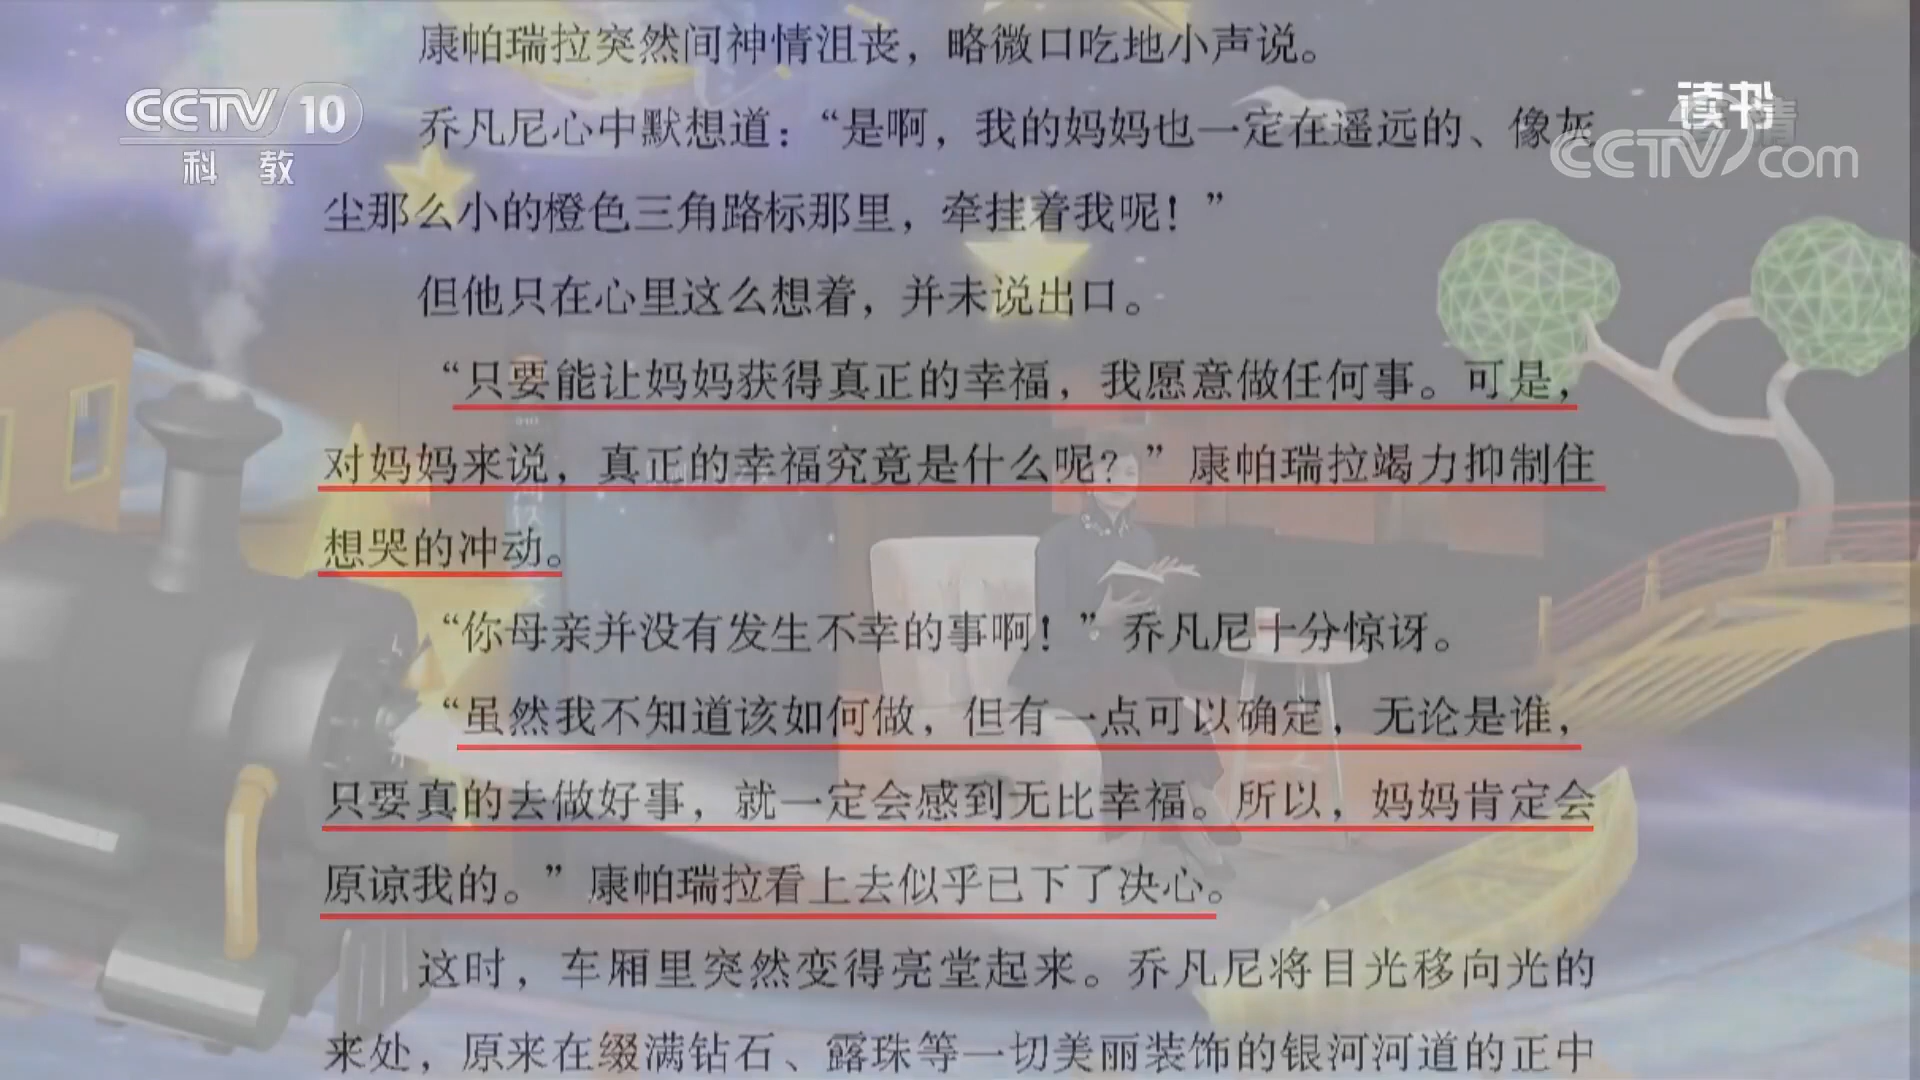 康帕瑞拉突然间神情沮丧，略微口吃地小声说。
CCTV 10
科教
读书
CCTV.com
乔凡尼心中默想道：“是啊，我的妈妈也一定在遥远的、像灰
尘那么小的橙色三角路标那里，牵挂着我呢！”
但他只在心里这么想着，并未说出口。
“只要能让妈妈获得真正的幸福，我愿意做任何事。可是，
对妈妈来说，真正的幸福究竟是什么呢？”康帕瑞拉竭力抑制住
想哭的冲动。
“你母亲并没有发生不幸的事啊！”乔凡尼十分惊讶。
“虽然我不知道该如何做，但有一点可以确定，无论是谁，
只要真的去做好事，就一定会感到无比幸福。所以，妈妈肯定会
原谅我的。”康帕瑞拉看上去似乎已下了决心。
这时，车厢里突然变得亮堂起来。乔凡尼将目光移向光的
来处，原来在缀满钻石、露珠等一切美丽装饰的银河河道的正中